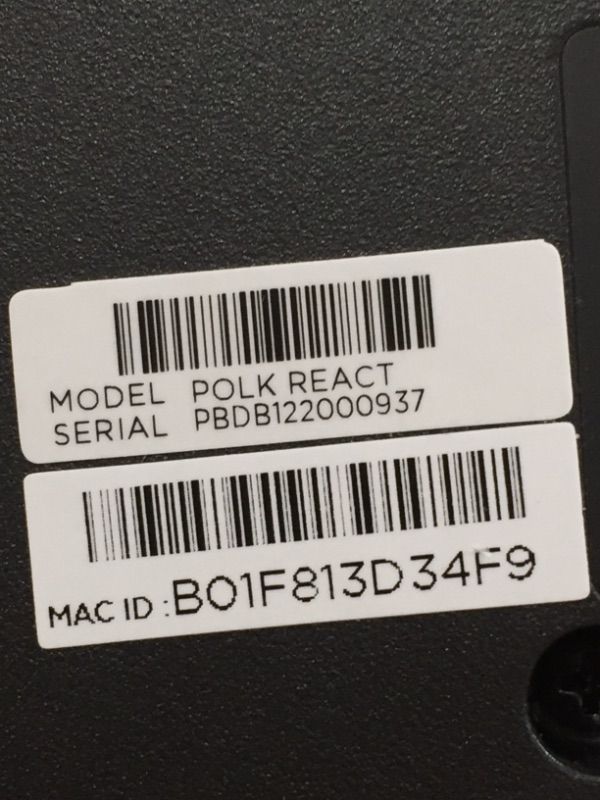 MODEL POLK REACT
SERIAL PBDB122000937
MAC ID :B01F813D34F9